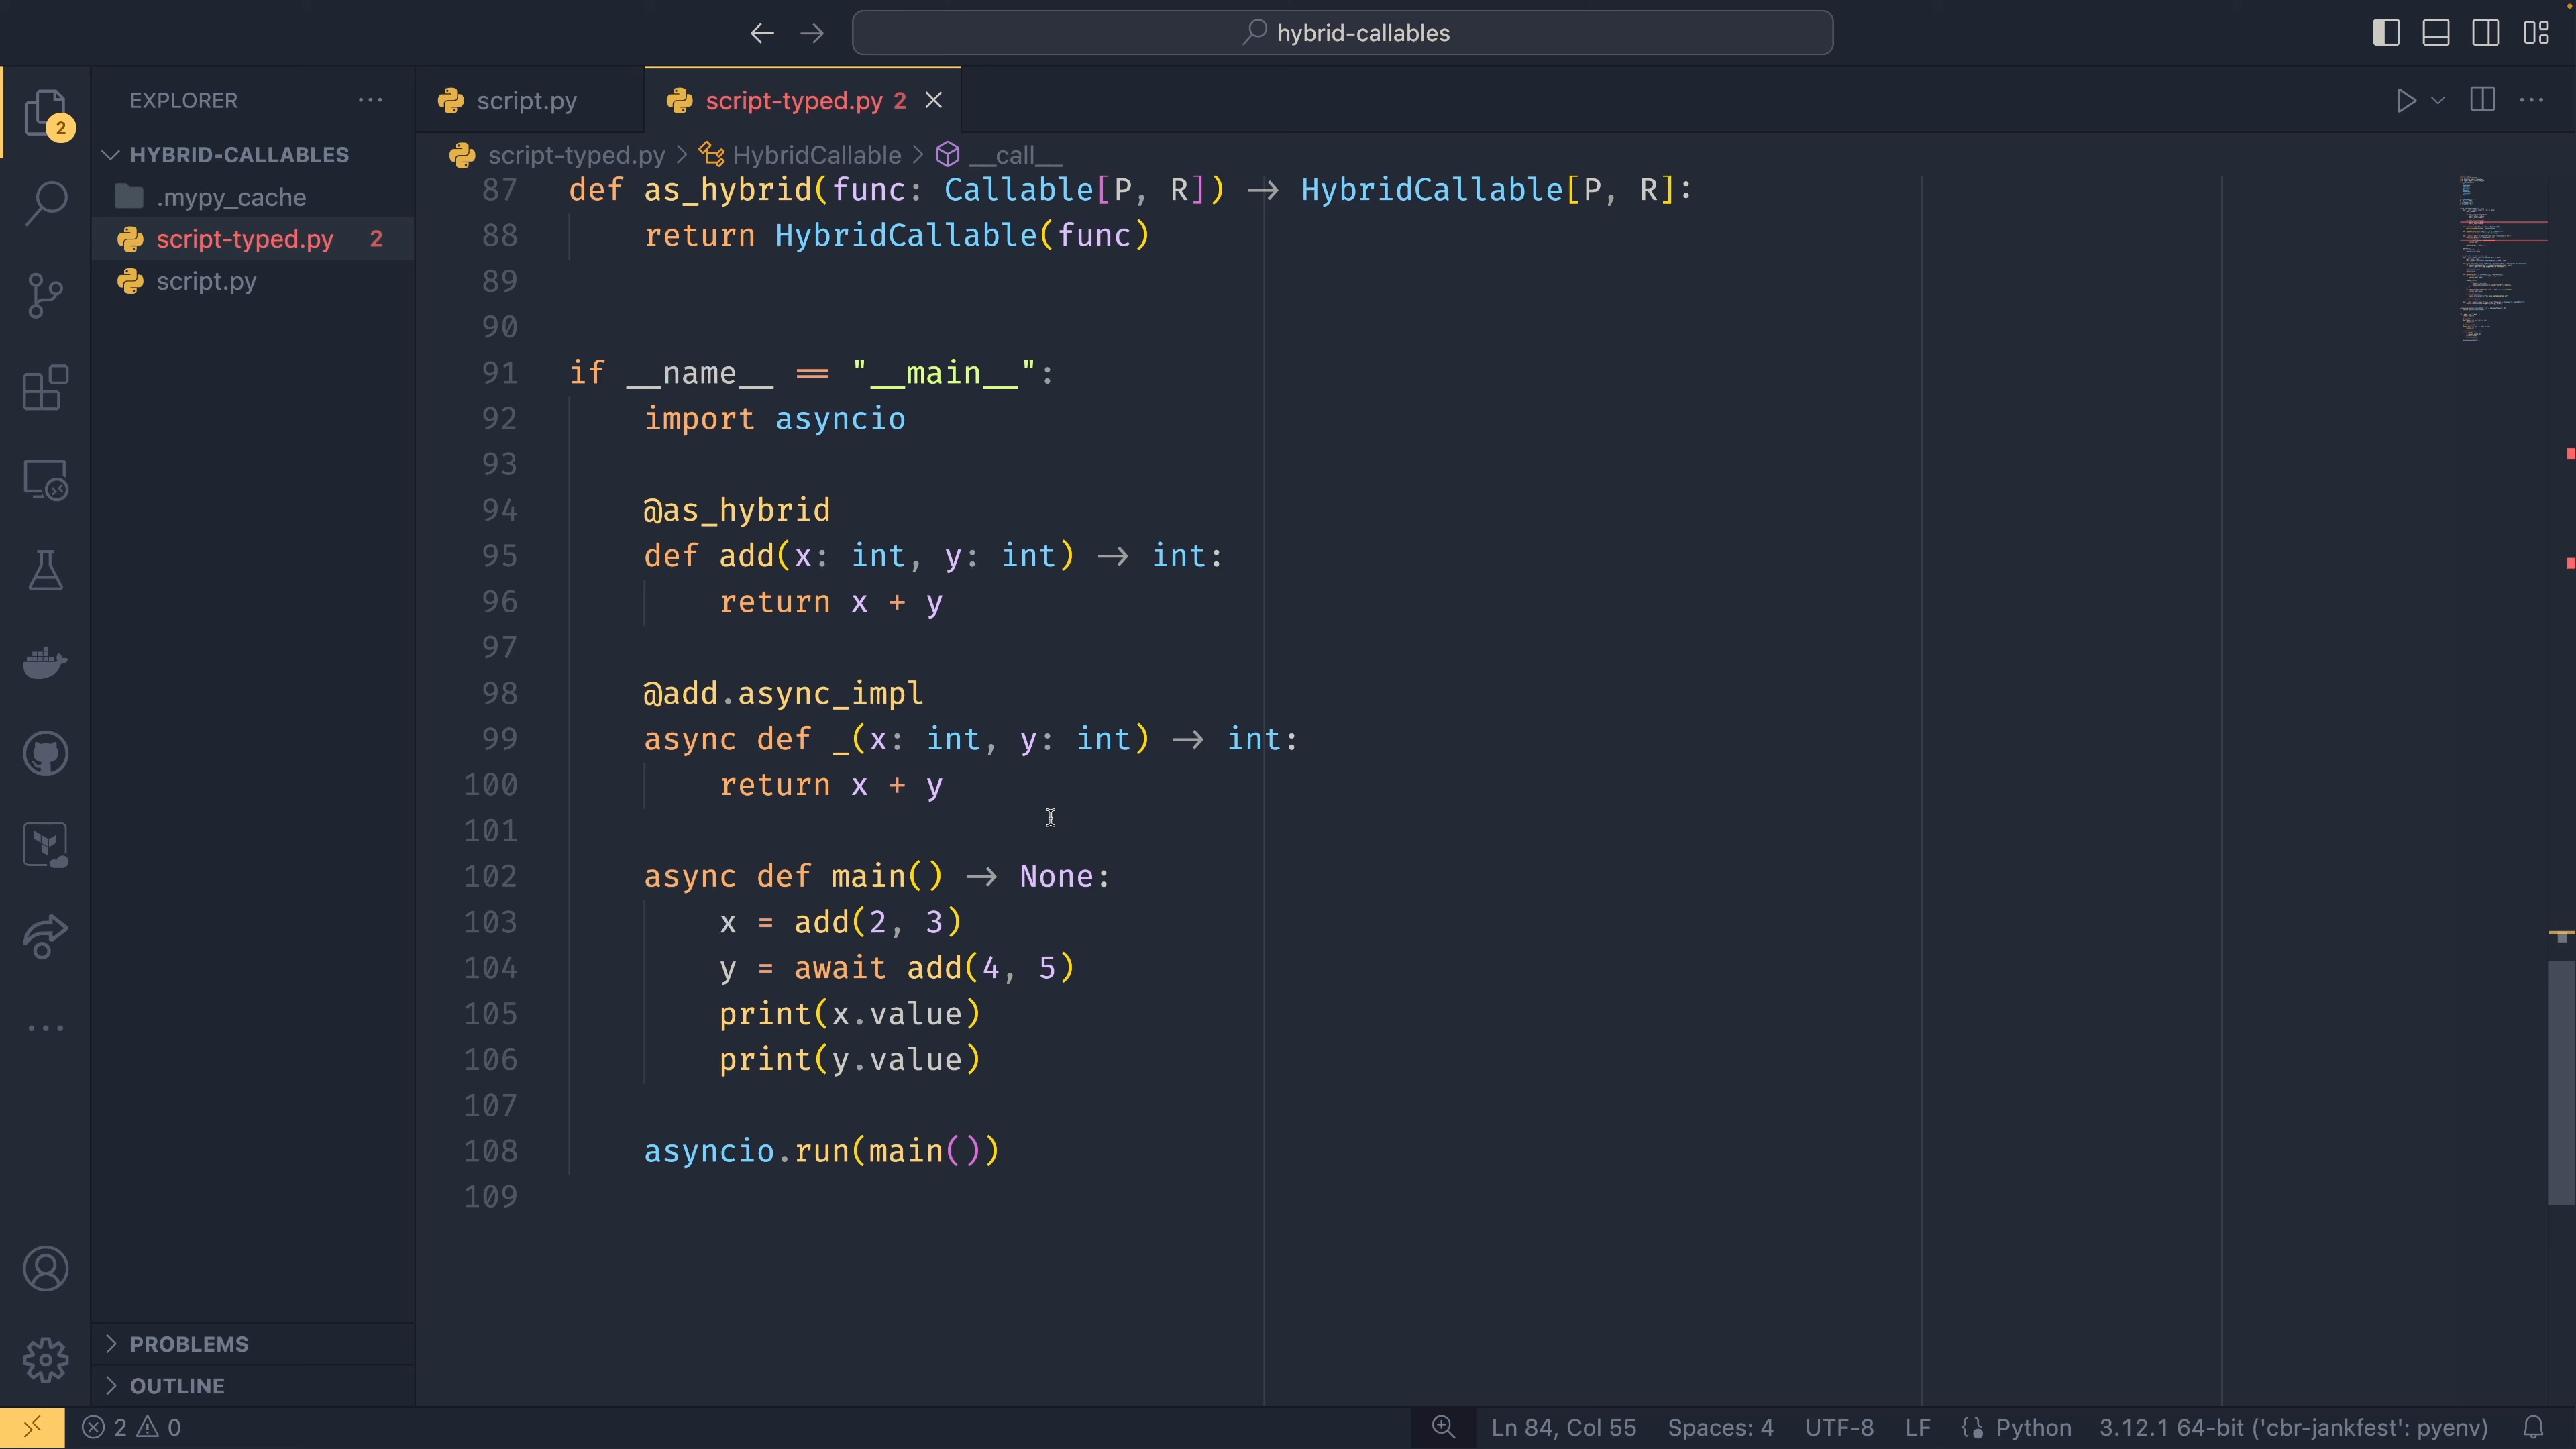 hybrid-callables
EXPLORER
HYBRID-CALLABLES
.mypy_cache
script-typed.py 2
script.py
PROBLEMS
OUTLINE
script.py
script-typed.py 2
script-typed.py > HybridCallable > __call__
87 def as_hybrid(func: Callable[P, R]) → HybridCallable[P, R]:
88 return HybridCallable(func)
89
90
91 if __name__ == "__main__":
92 import asyncio
93
94 @as_hybrid
95 def add(x: int, y: int) → int:
96 return x + y
97
98 @add.async_impl
99 async def _(x: int, y: int) → int:
100 return x + y
101
102 async def main() → None:
103 x = add(2, 3)
104 y = await add(4, 5)
105 print(x.value)
106 print(y.value)
107
108 asyncio.run(main())
109
2
2 0 Ln 84, Col 55 Spaces: 4 UTF-8 LF Python 3.12.1 64-bit ('cbr-jankfest': pyenv)